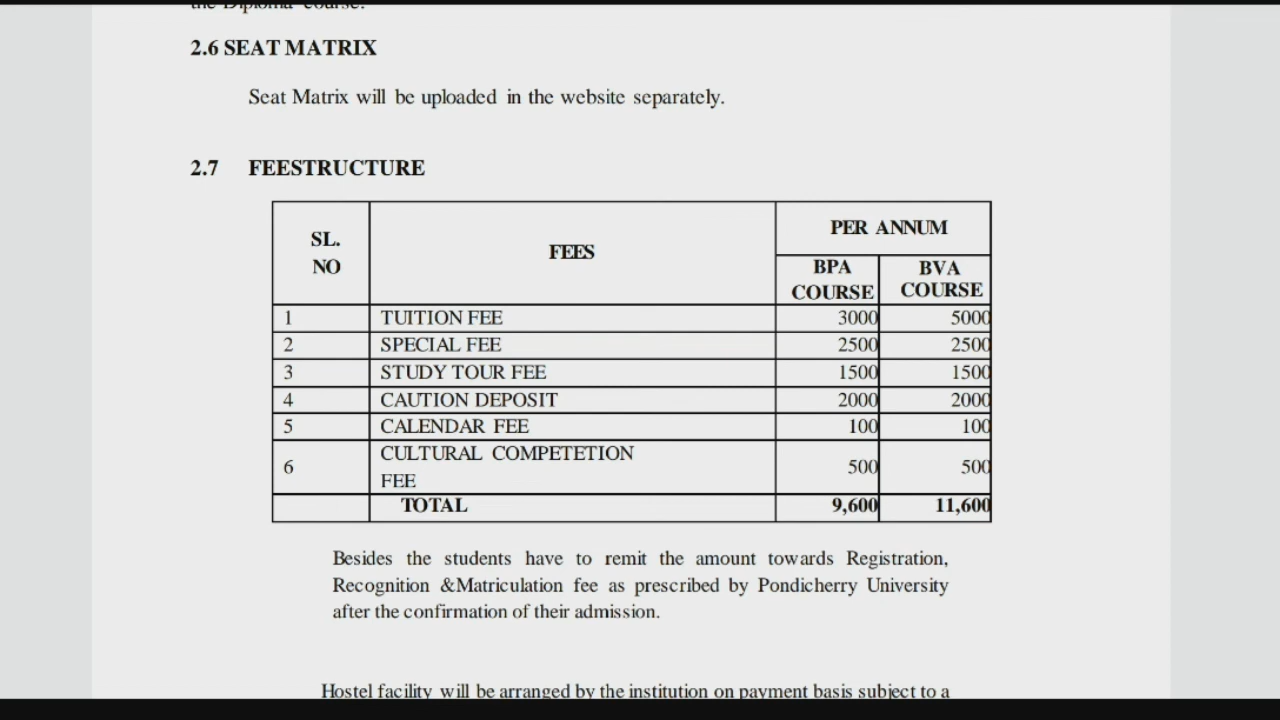 the Diploma course.
2.6 SEAT MATRIX
Seat Matrix will be uploaded in the website separately.
2.7 FEESTRUCTURE
SL. NO FEES PER ANNUM
BPA COURSE BVA COURSE
1 TUITION FEE 3000 5000
2 SPECIAL FEE 2500 2500
3 STUDY TOUR FEE 1500 1500
4 CAUTION DEPOSIT 2000 2000
5 CALENDAR FEE 100 100
6 CULTURAL COMPETETION FEE 500 500
TOTAL 9,600 11,600
Besides the students have to remit the amount towards Registration,
Recognition &Matriculation fee as prescribed by Pondicherry University
after the confirmation of their admission.
Hostel facility will be arranged by the institution on payment basis subject to a